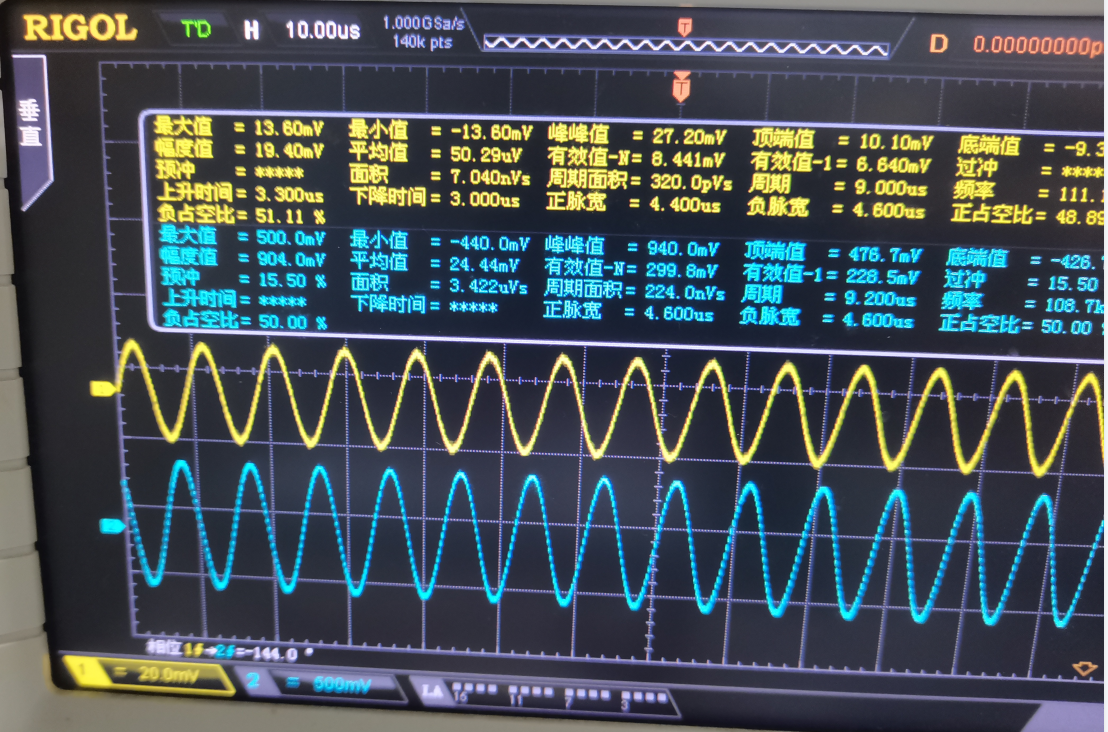 RIGOL T'D H 10.00us 1.000GSa/s 140k pts D 0.00000000p
垂直
最大值 = 13.60mV 最小值 = -13.60mV 峰峰值 = 27.20mV 顶端值 = 10.10mV 底端值 = -9.3
幅度值 = 19.40mV 平均值 = 50.29uV 有效值-N= 8.441mV 有效值-1= 6.640mV 过冲 = ****
预冲 = ***** 面积 = 7.040nVs 周期面积= 320.0pVs 周期 = 9.000us 频率 = 111.1
上升时间= 3.300us 下降时间= 3.000us 正脉宽 = 4.400us 负脉宽 = 4.600us 正占空比= 48.89
负占空比= 51.11 %
最大值 = 500.0mV 最小值 = -440.0mV 峰峰值 = 940.0mV 顶端值 = 476.7mV 底端值 = -426.
幅度值 = 904.0mV 平均值 = 24.44mV 有效值-N= 299.8mV 有效值-1= 228.5mV 过冲 = 15.50
预冲 = 15.50 % 面积 = 3.422uVs 周期面积= 224.0nVs 周期 = 9.200us 频率 = 108.7k
上升时间= ***** 下降时间= ***** 正脉宽 = 4.600us 负脉宽 = 4.600us 正占空比= 50.00
负占空比= 50.00 %
相位1f→2f=-144.0 °
1 = 20.0mV 2 = 500mV LA 16 11 7 3